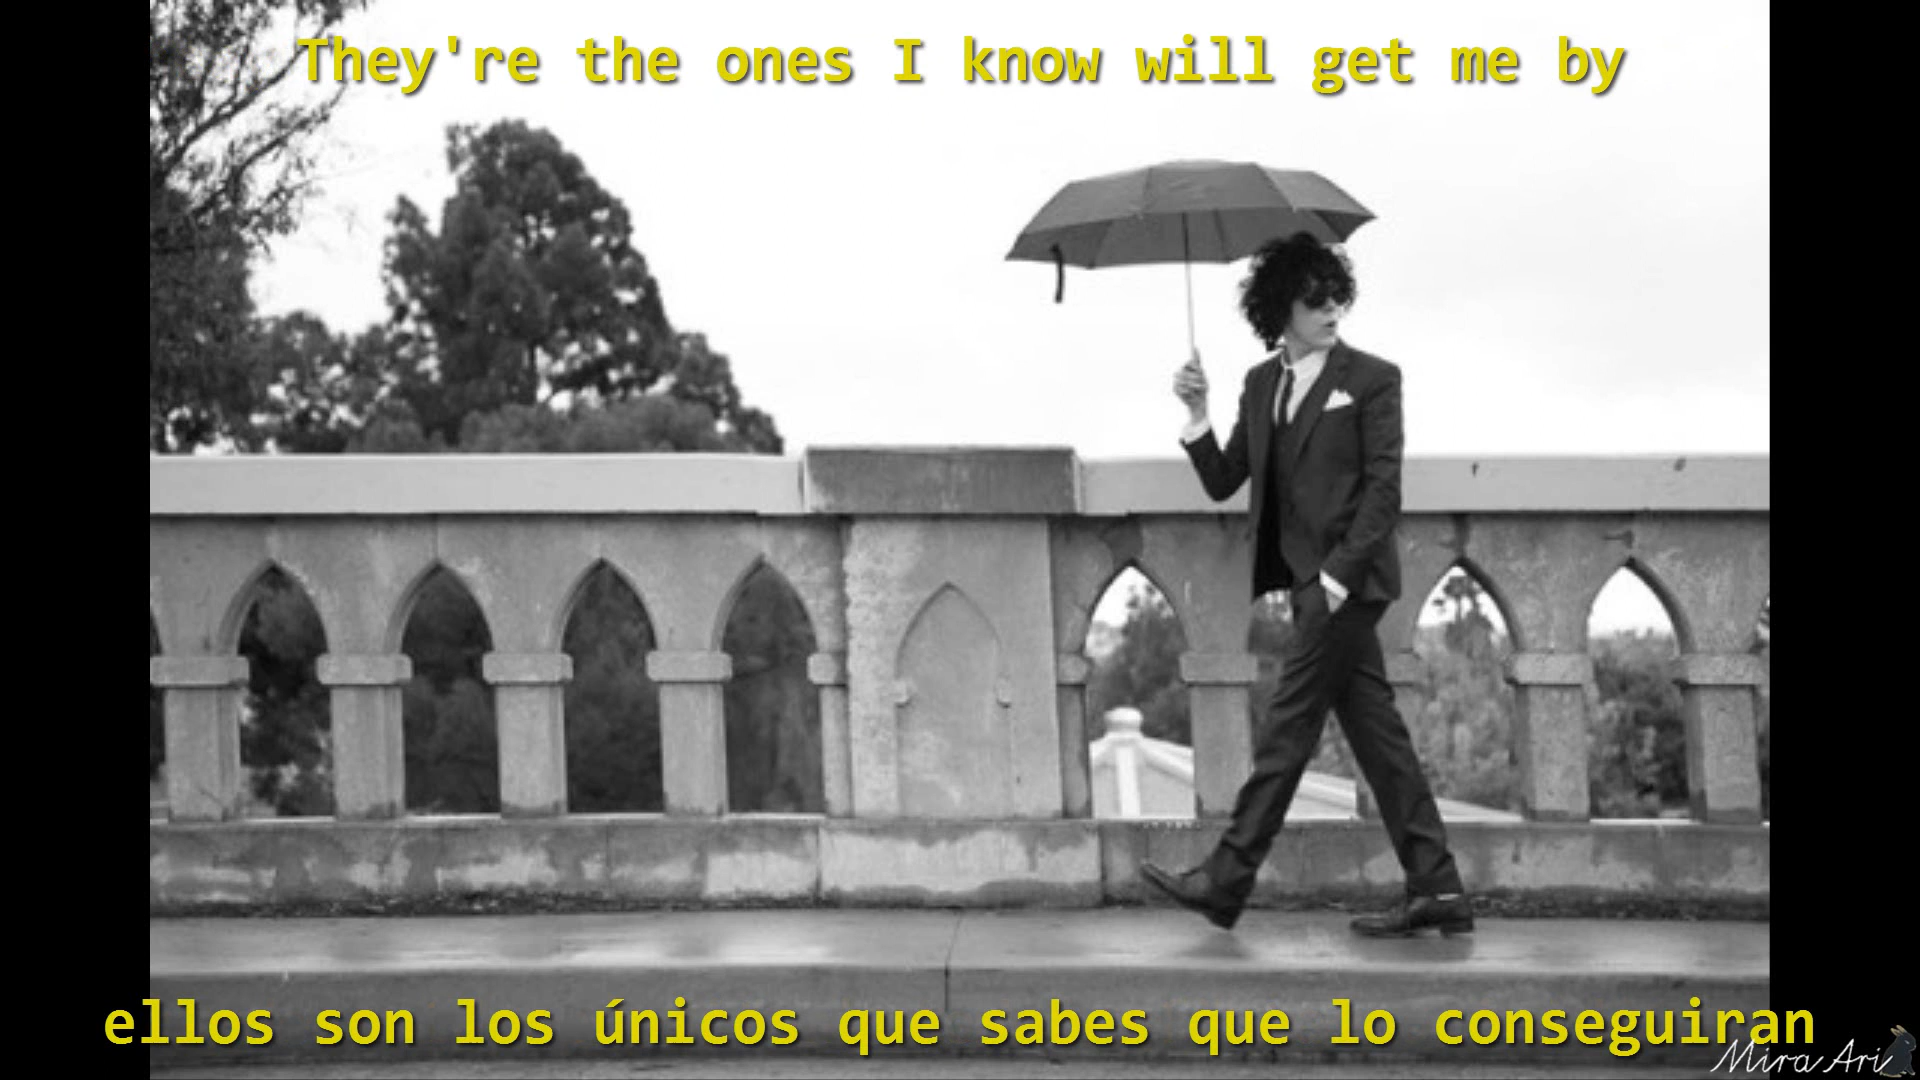 They're the ones I know will get me by
ellos son los únicos que sabes que lo conseguiran
Mira Ari